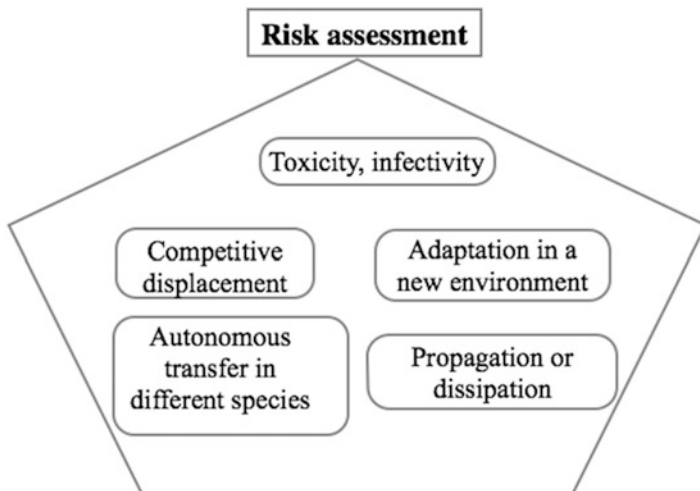 Risk assessment
Toxicity, infectivity
Competitive
displacement
Adaptation in a
new environment
Autonomous
transfer in
different species
Propagation or
dissipation